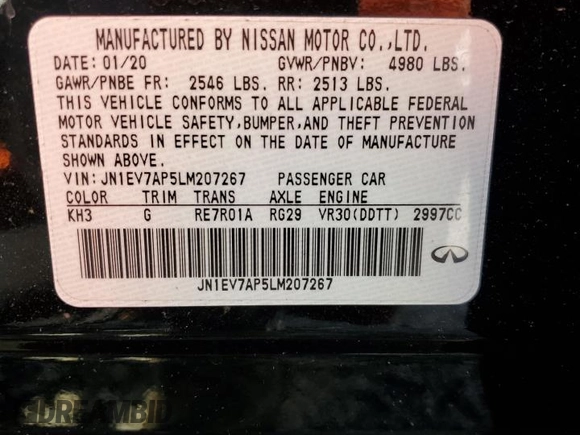 MANUFACTURED BY NISSAN MOTOR CO.,LTD.
DATE: 01/20 GVWR/PNBV: 4980 LBS.
GAWR/PNBE FR: 2546 LBS. RR: 2513 LBS.
THIS VEHICLE CONFORMS TO ALL APPLICABLE FEDERAL
MOTOR VEHICLE SAFETY,BUMPER,AND THEFT PREVENTION
STANDARDS IN EFFECT ON THE DATE OF MANUFACTURE
SHOWN ABOVE.
VIN:JN1EV7AP5LM207267 PASSENGER CAR
COLOR TRIM TRANS AXLE ENGINE
KH3 G RE7R01A RG29 VR30(DDTT) 2997CC
JN1EV7AP5LM207267
DREAMBID